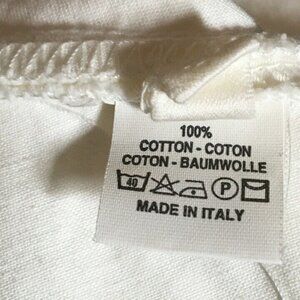 100%
COTTON - COTON
COTON - BAUMWOLLE
40 P
MADE IN ITALY